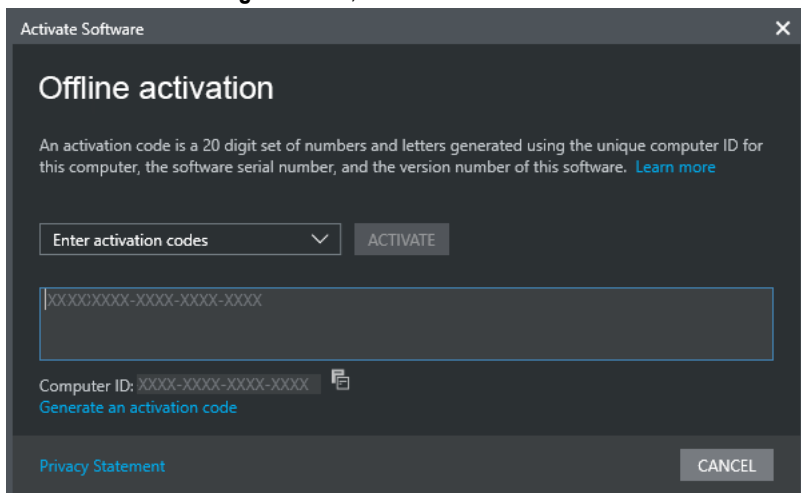 Activate Software
Offline activation
An activation code is a 20 digit set of numbers and letters generated using the unique computer ID for
this computer, the software serial number, and the version number of this software. Learn more
Enter activation codes
ACTIVATE
XXXXXXXX-XXXX-XXXX-XXXX
Computer ID: XXXX-XXXX-XXXX-XXXX
Generate an activation code
Privacy Statement
CANCEL